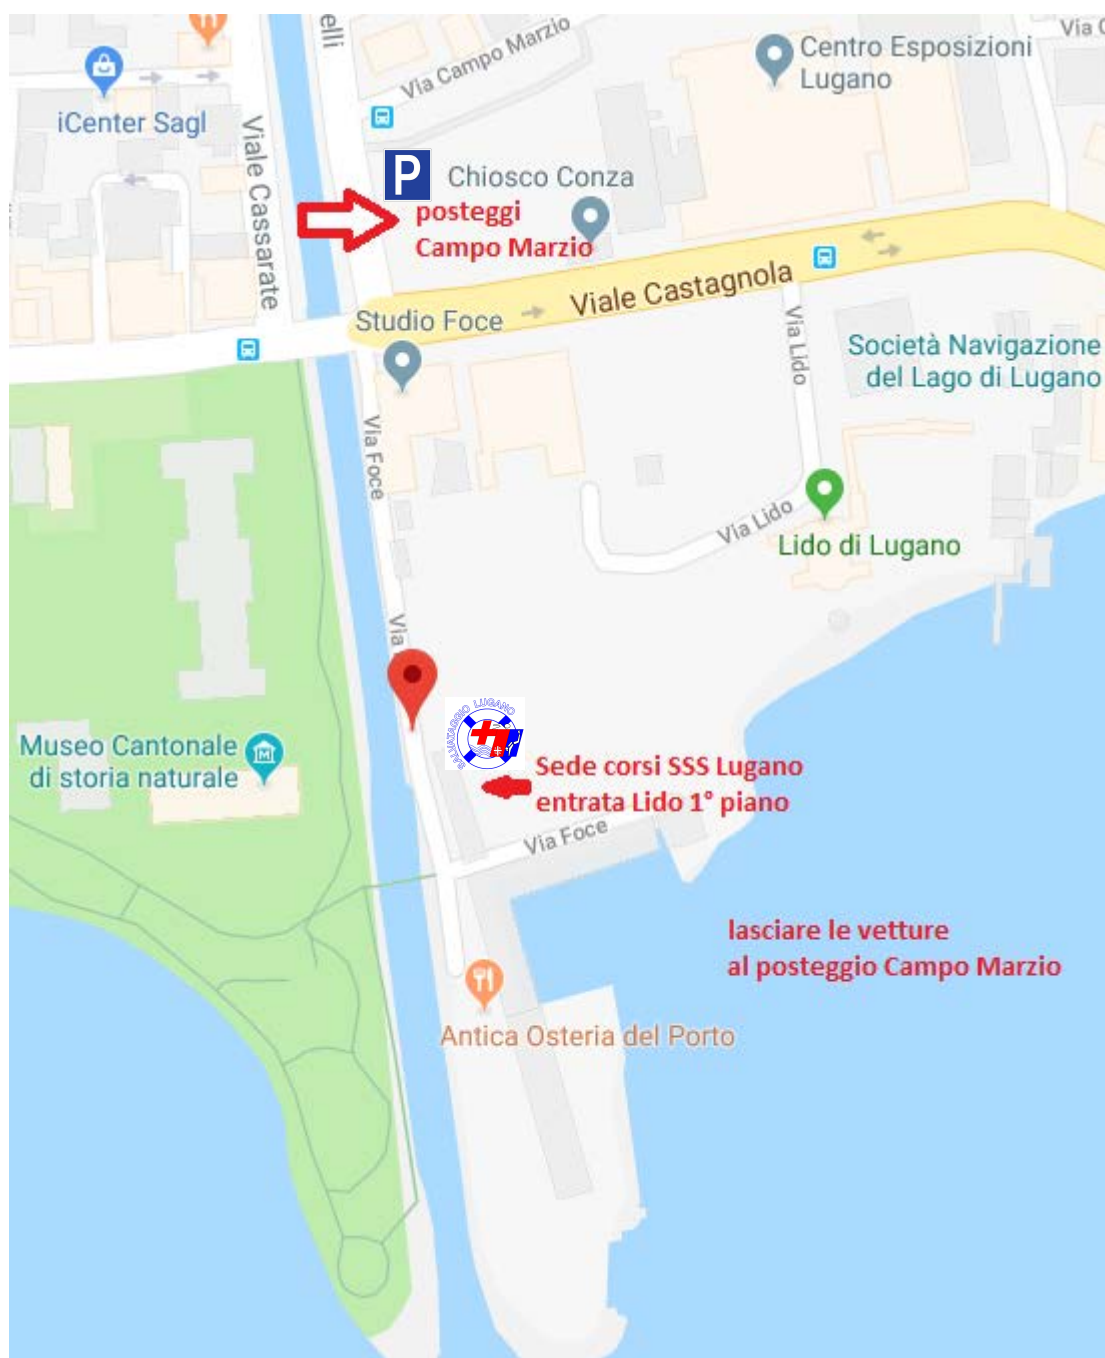 elli
Via Campo Marzio
Centro Esposizioni
Lugano
iCenter Sagl
Viale Cassarate
P
Chiosco Conza
posteggi
Campo Marzio
Viale Castagnola
Studio Foce
Via Lido
Società Navigazione
del Lago di Lugano
Via Foce
Via Lido
Lido di Lugano
Via
SALVATAGGIO LUGANO
Museo Cantonale
di storia naturale
M
Sede corsi SSS Lugano
entrata Lido 1° piano
Via Foce
lasciare le vetture
al posteggio Campo Marzio
Antica Osteria del Porto